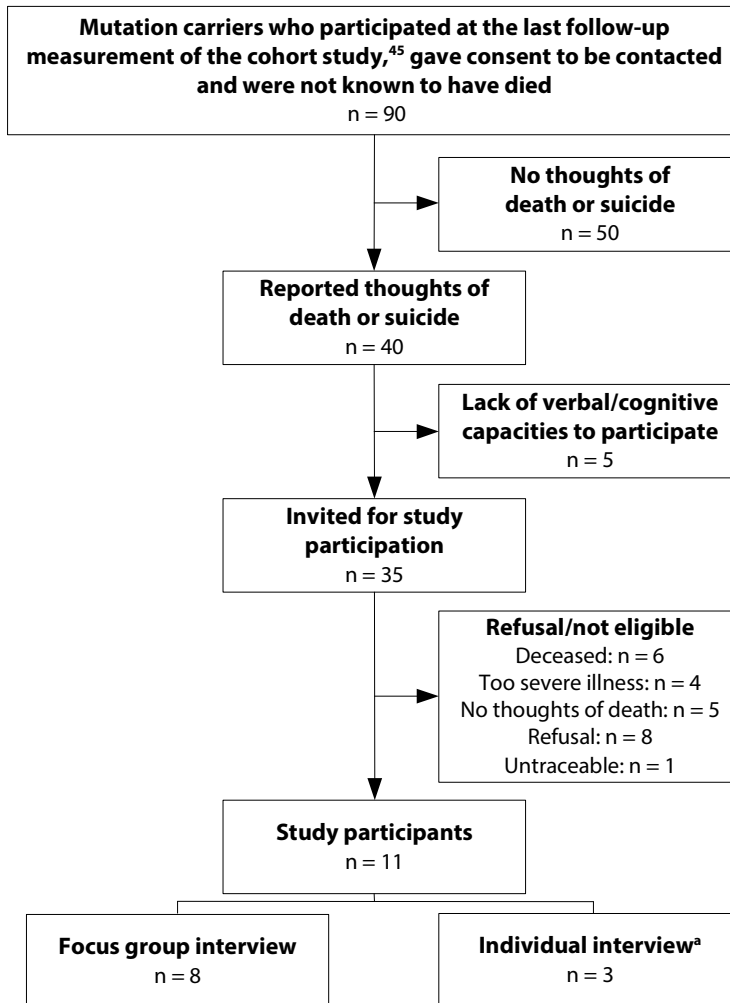 Mutation carriers who participated at the last follow-up
measurement of the cohort study,⁴⁵ gave consent to be contacted
and were not known to have died
n = 90
No thoughts of
death or suicide
n = 50
Reported thoughts of
death or suicide
n = 40
Lack of verbal/cognitive
capacities to participate
n = 5
Invited for study
participation
n = 35
Refusal/not eligible
Deceased: n = 6
Too severe illness: n = 4
No thoughts of death: n = 5
Refusal: n = 8
Untraceable: n = 1
Study participants
n = 11
Focus group interview
n = 8
Individual interviewᵃ
n = 3